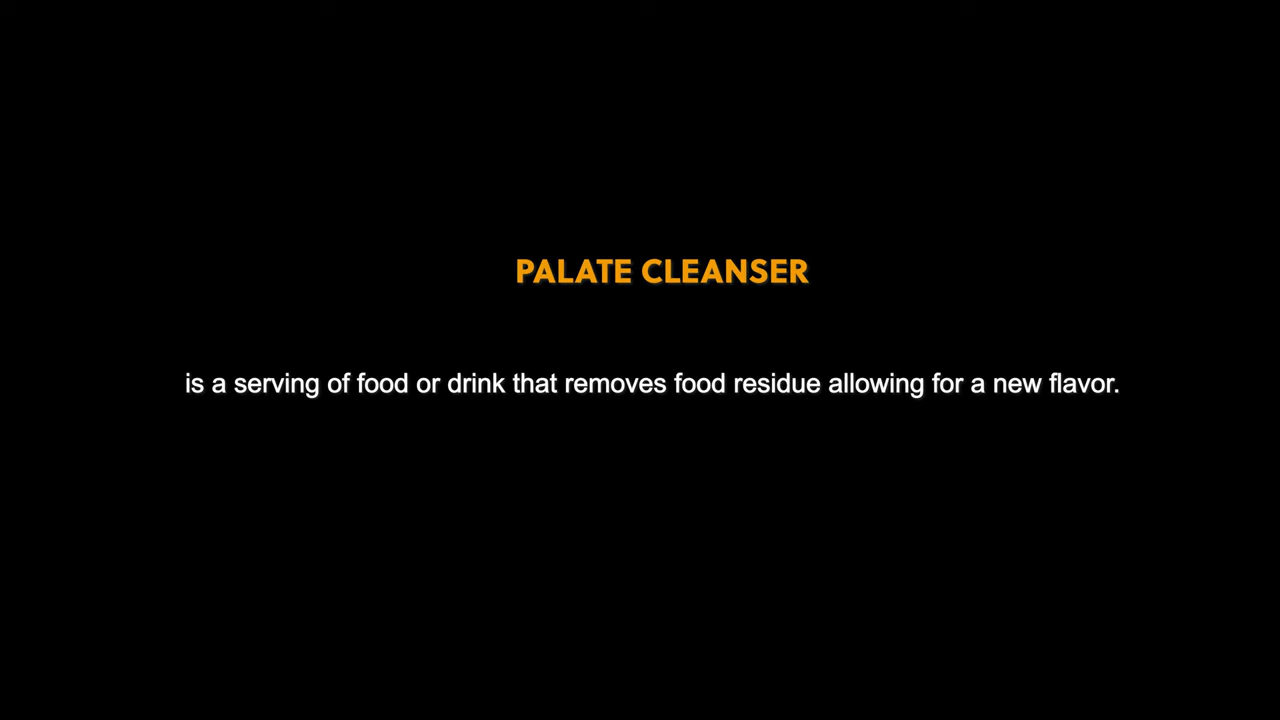 PALATE CLEANSER
is a serving of food or drink that removes food residue allowing for a new flavor.